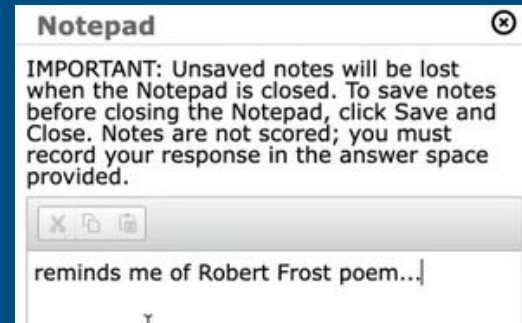 Notepad
IMPORTANT: Unsaved notes will be lost
when the Notepad is closed. To save notes
before closing the Notepad, click Save and
Close. Notes are not scored; you must
record your response in the answer space
provided.
reminds me of Robert Frost poem...